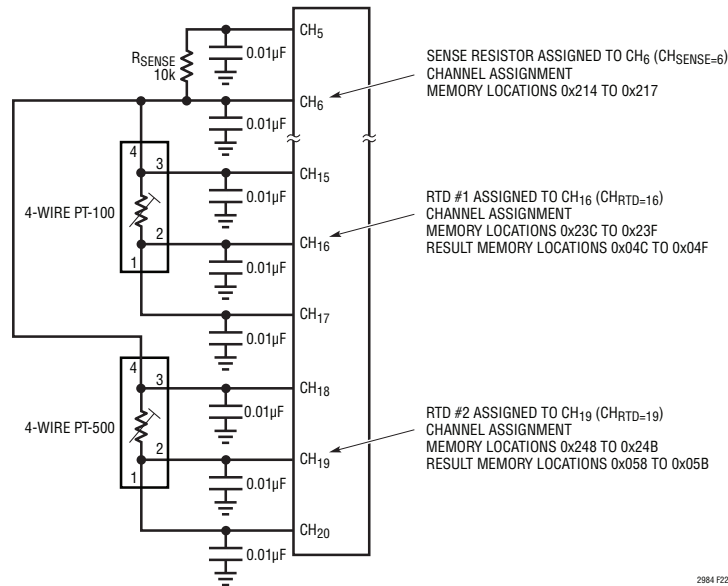 CH5
RSENSE
10k
0.01µF
SENSE RESISTOR ASSIGNED TO CH6 (CHSENSE=6)
CHANNEL ASSIGNMENT
MEMORY LOCATIONS 0x214 TO 0x217
CH6
0.01µF
4
3
CH15
0.01µF
4-WIRE PT-100
2
1
CH16
0.01µF
RTD #1 ASSIGNED TO CH16 (CHRTD=16)
CHANNEL ASSIGNMENT
MEMORY LOCATIONS 0x23C TO 0x23F
RESULT MEMORY LOCATIONS 0x04C TO 0x04F
CH17
0.01µF
4
3
CH18
0.01µF
4-WIRE PT-500
2
1
CH19
0.01µF
RTD #2 ASSIGNED TO CH19 (CHRTD=19)
CHANNEL ASSIGNMENT
MEMORY LOCATIONS 0x248 TO 0x24B
RESULT MEMORY LOCATIONS 0x058 TO 0x05B
CH20
0.01µF
2984 F22